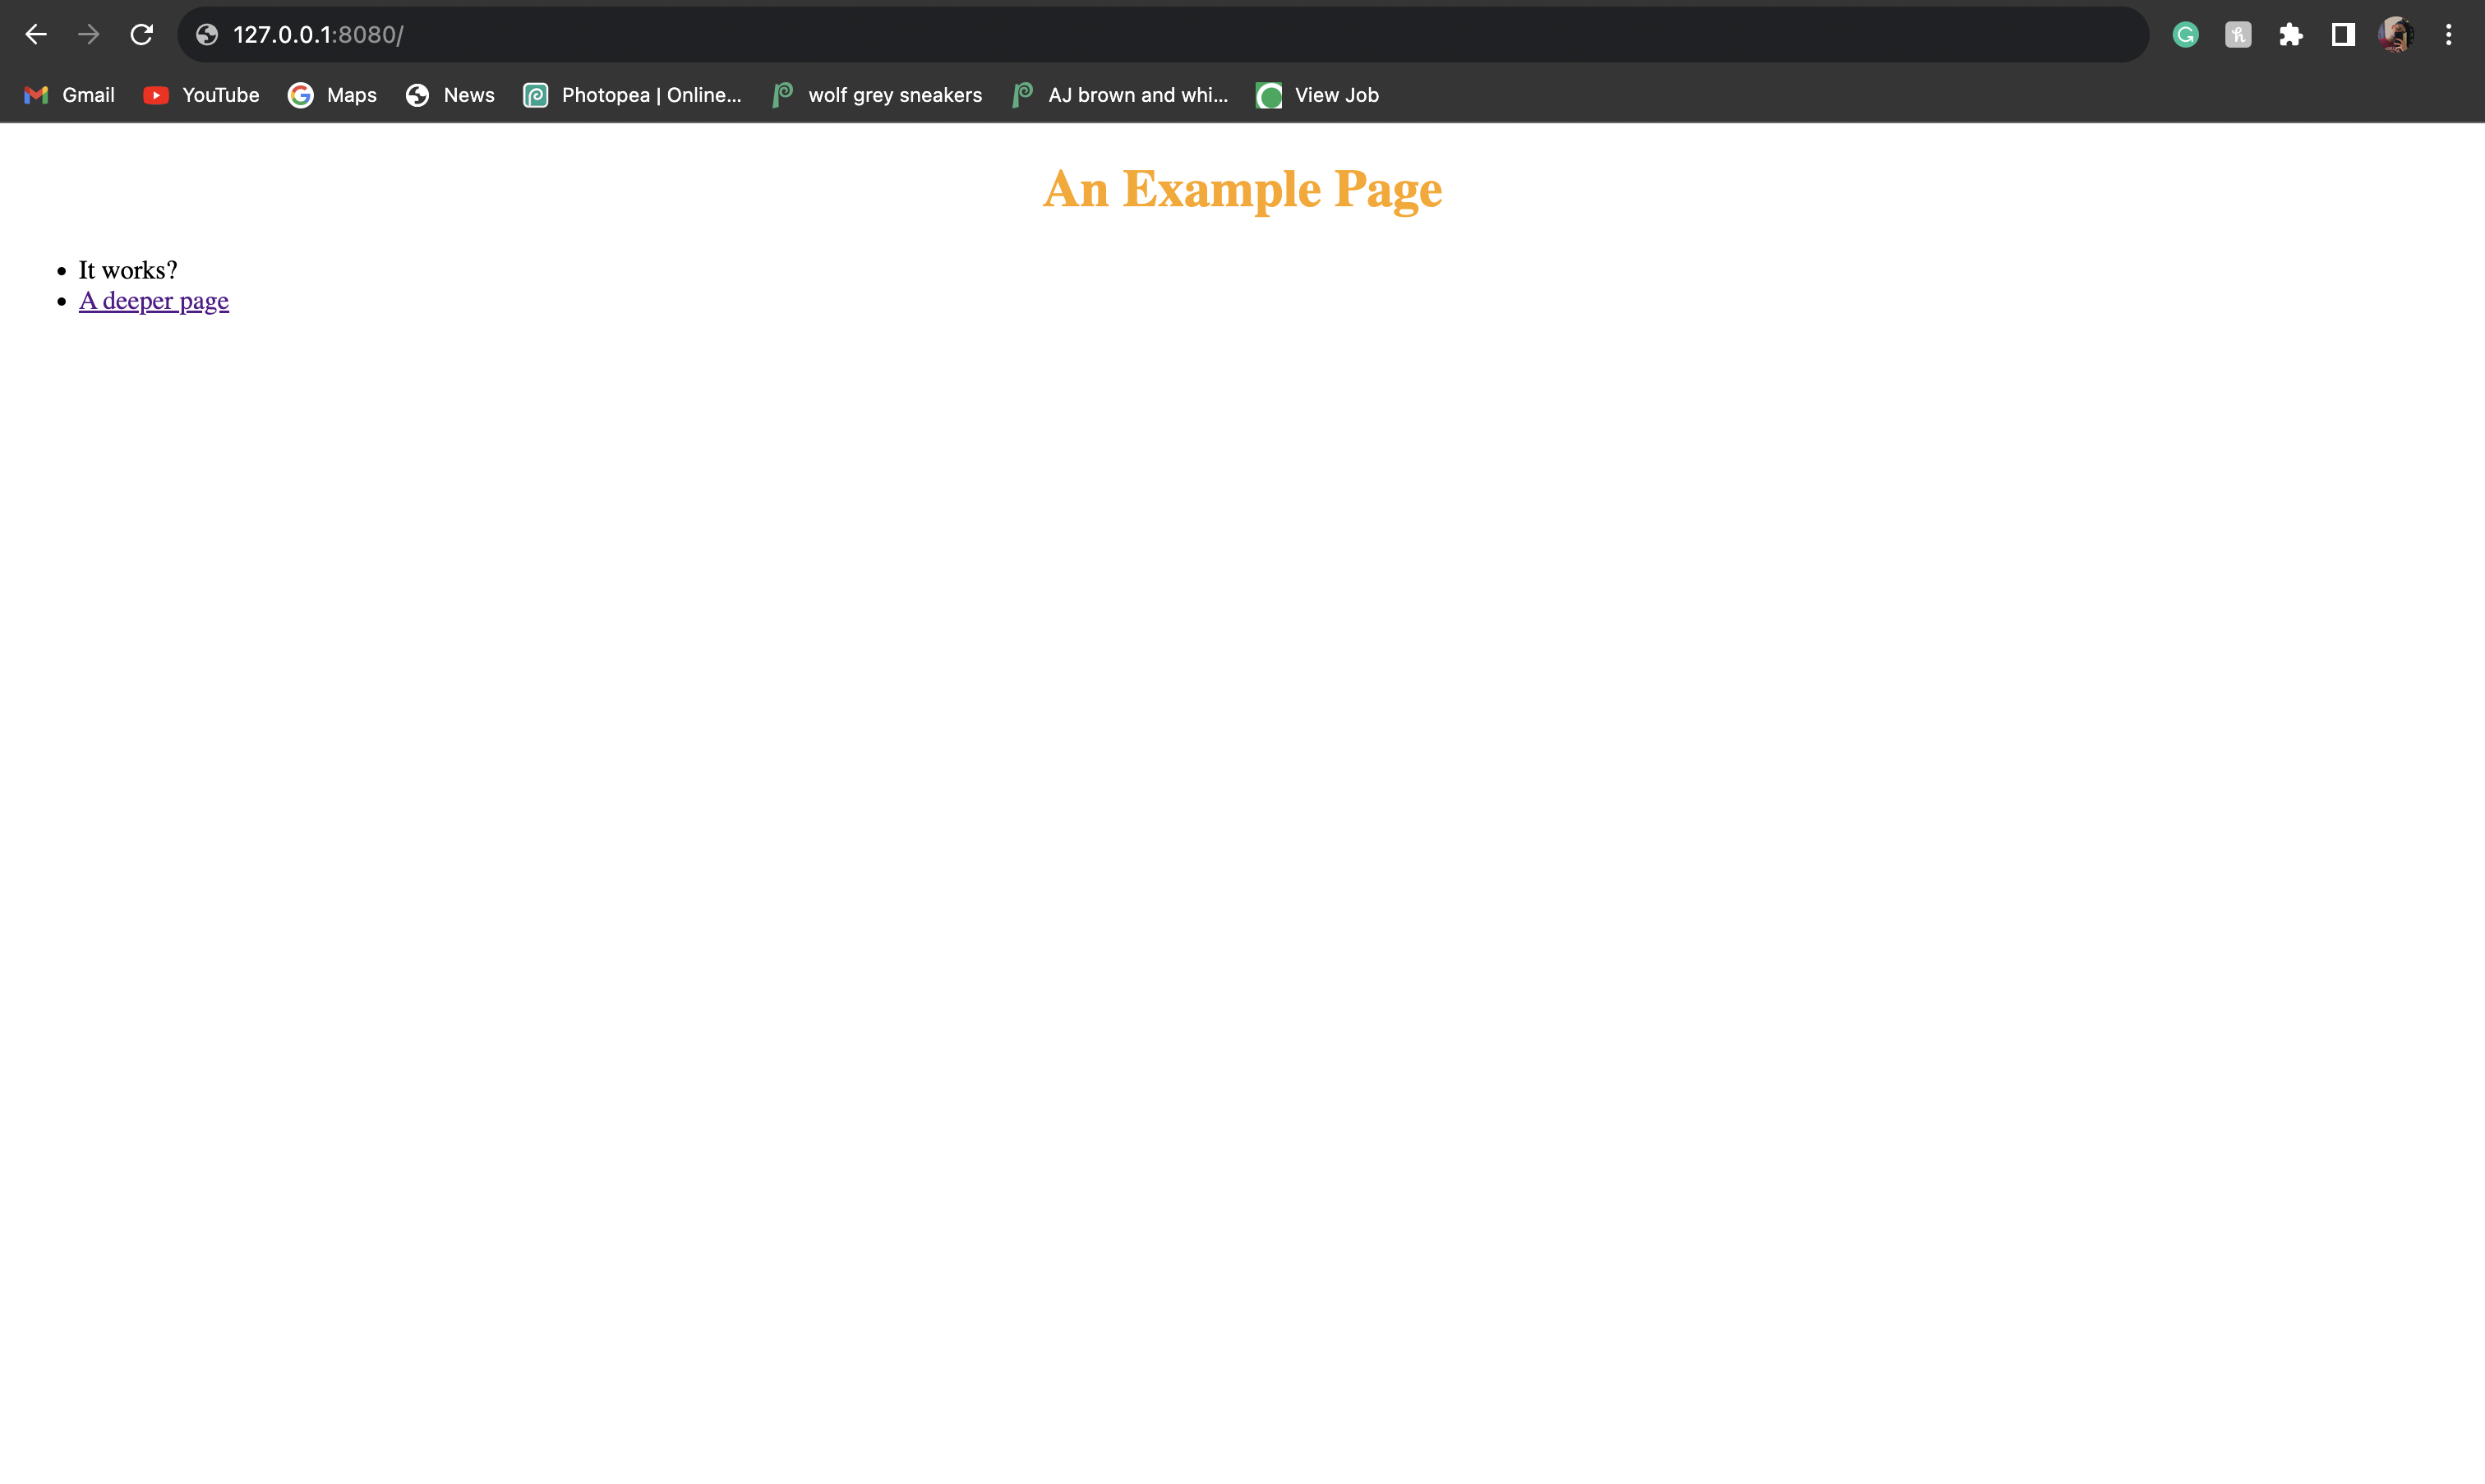 127.0.0.1:8080/
Gmail YouTube Maps News Photopea | Online... wolf grey sneakers AJ brown and whi... View Job
An Example Page
It works?
A deeper page